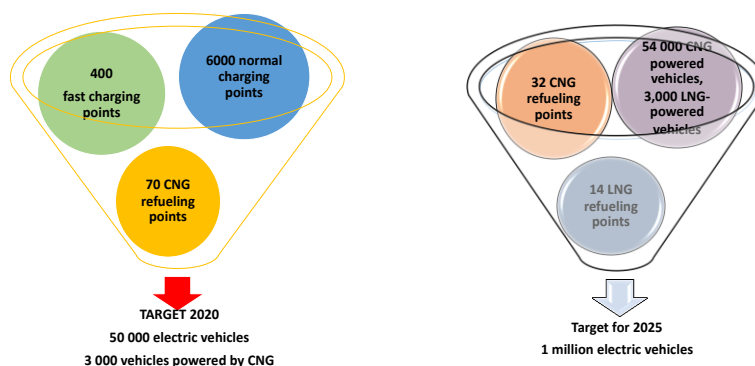 400
fast charging
points
6000 normal
charging
points
70 CNG
refueling
points
TARGET 2020
50 000 electric vehicles
3 000 vehicles powered by CNG
32 CNG
refueling
points
54 000 CNG
powered
vehicles,
3,000 LNG-
powered
vehicles
14 LNG
refueling
points
Target for 2025
1 million electric vehicles